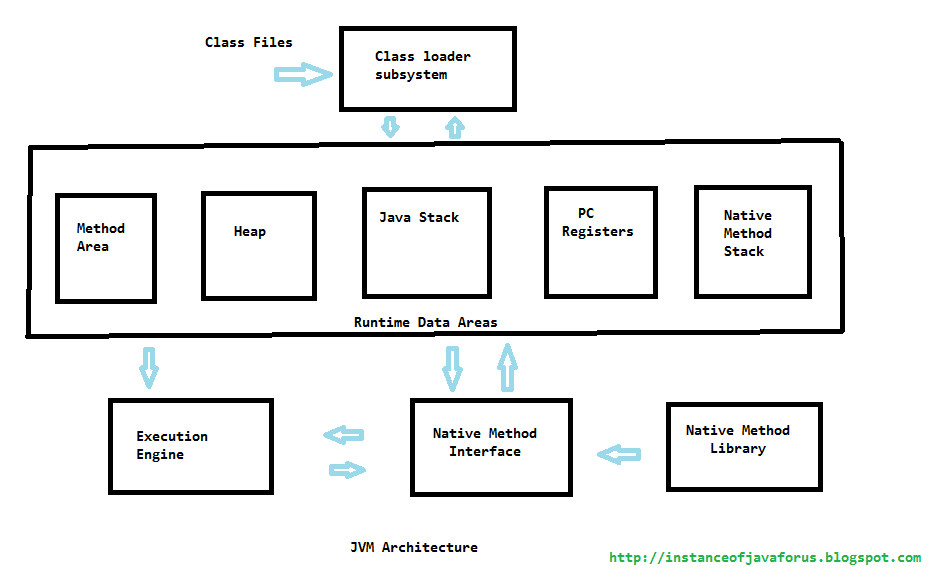 Class Files
Class loader
subsystem
Method
Area
Heap
Java Stack
PC
Registers
Native
Method
Stack
Runtime Data Areas
Execution
Engine
Native Method
Interface
Native Method
Library
JVM Architecture
http://instanceofjavaforus.blogspot.com